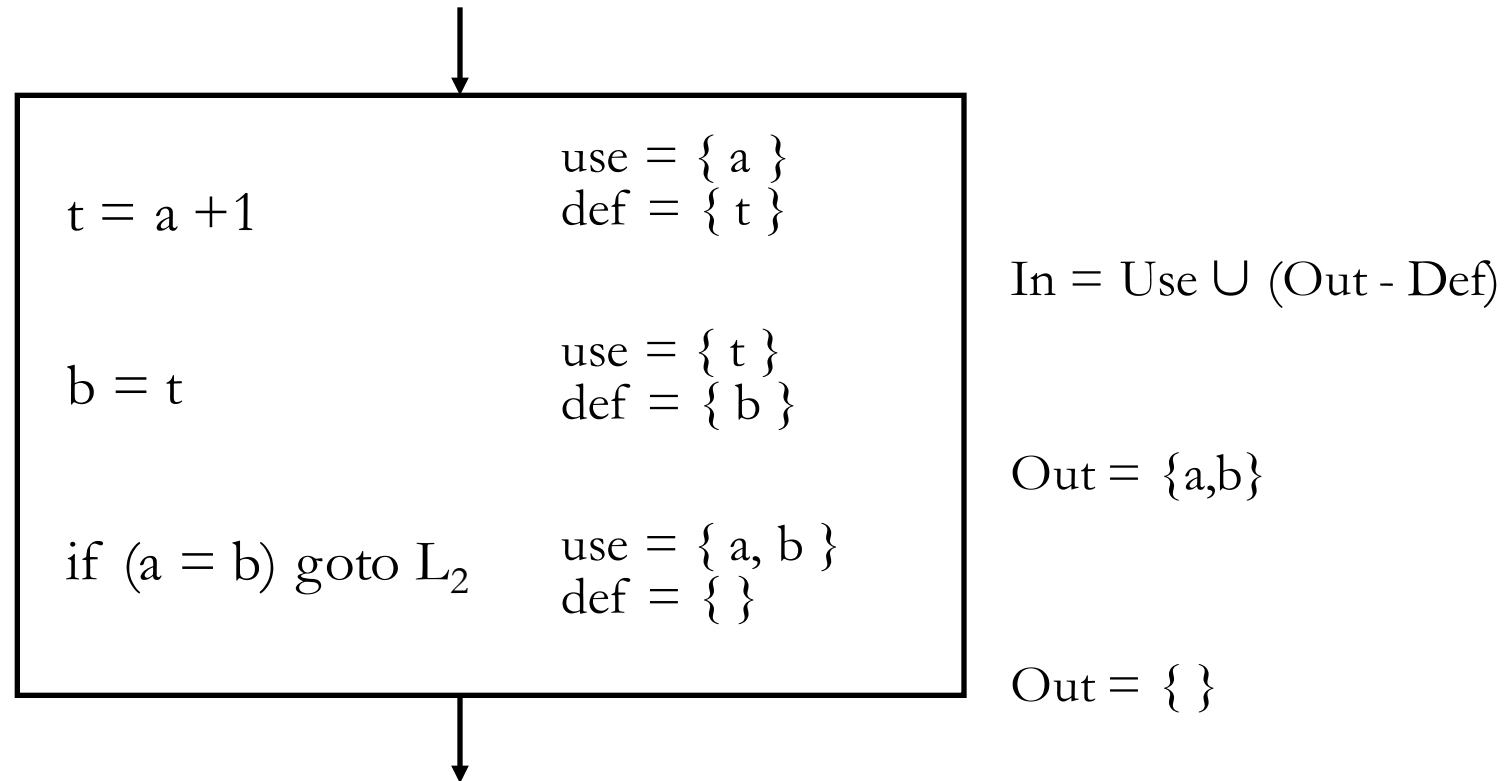 t = a +1
use = { a }
def = { t }
In = Use ∪ (Out - Def)
b = t
use = { t }
def = { b }
Out = {a,b}
if (a = b) goto L₂
use = { a, b }
def = { }
Out = { }